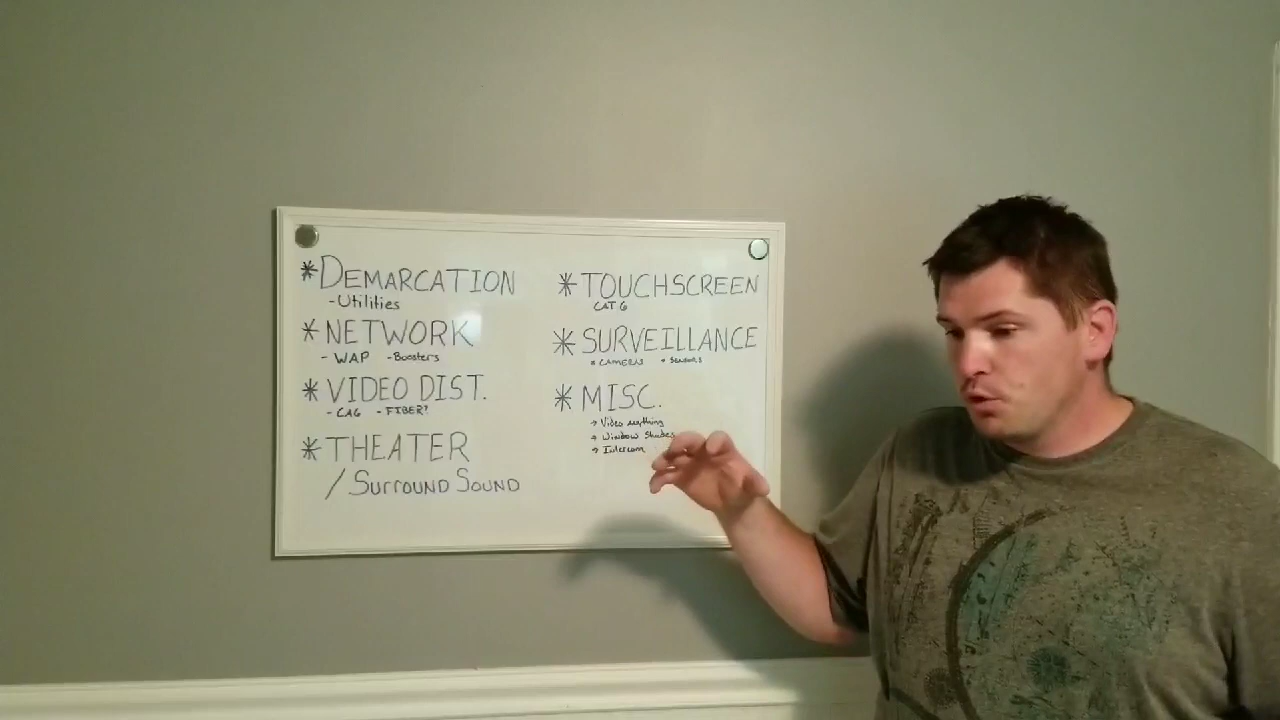 *DEMARCATION
-Utilities
* NETWORK
- WAP -Boosters
* VIDEO DIST.
- CA6 - FIBER?
* THEATER
/ SURROUND SOUND
* TOUCHSCREEN
CAT 6
* SURVEILLANCE
* CAMERAS * SENSORS
* MISC.
→ Video anything
→ Window Shades
→ Intercom